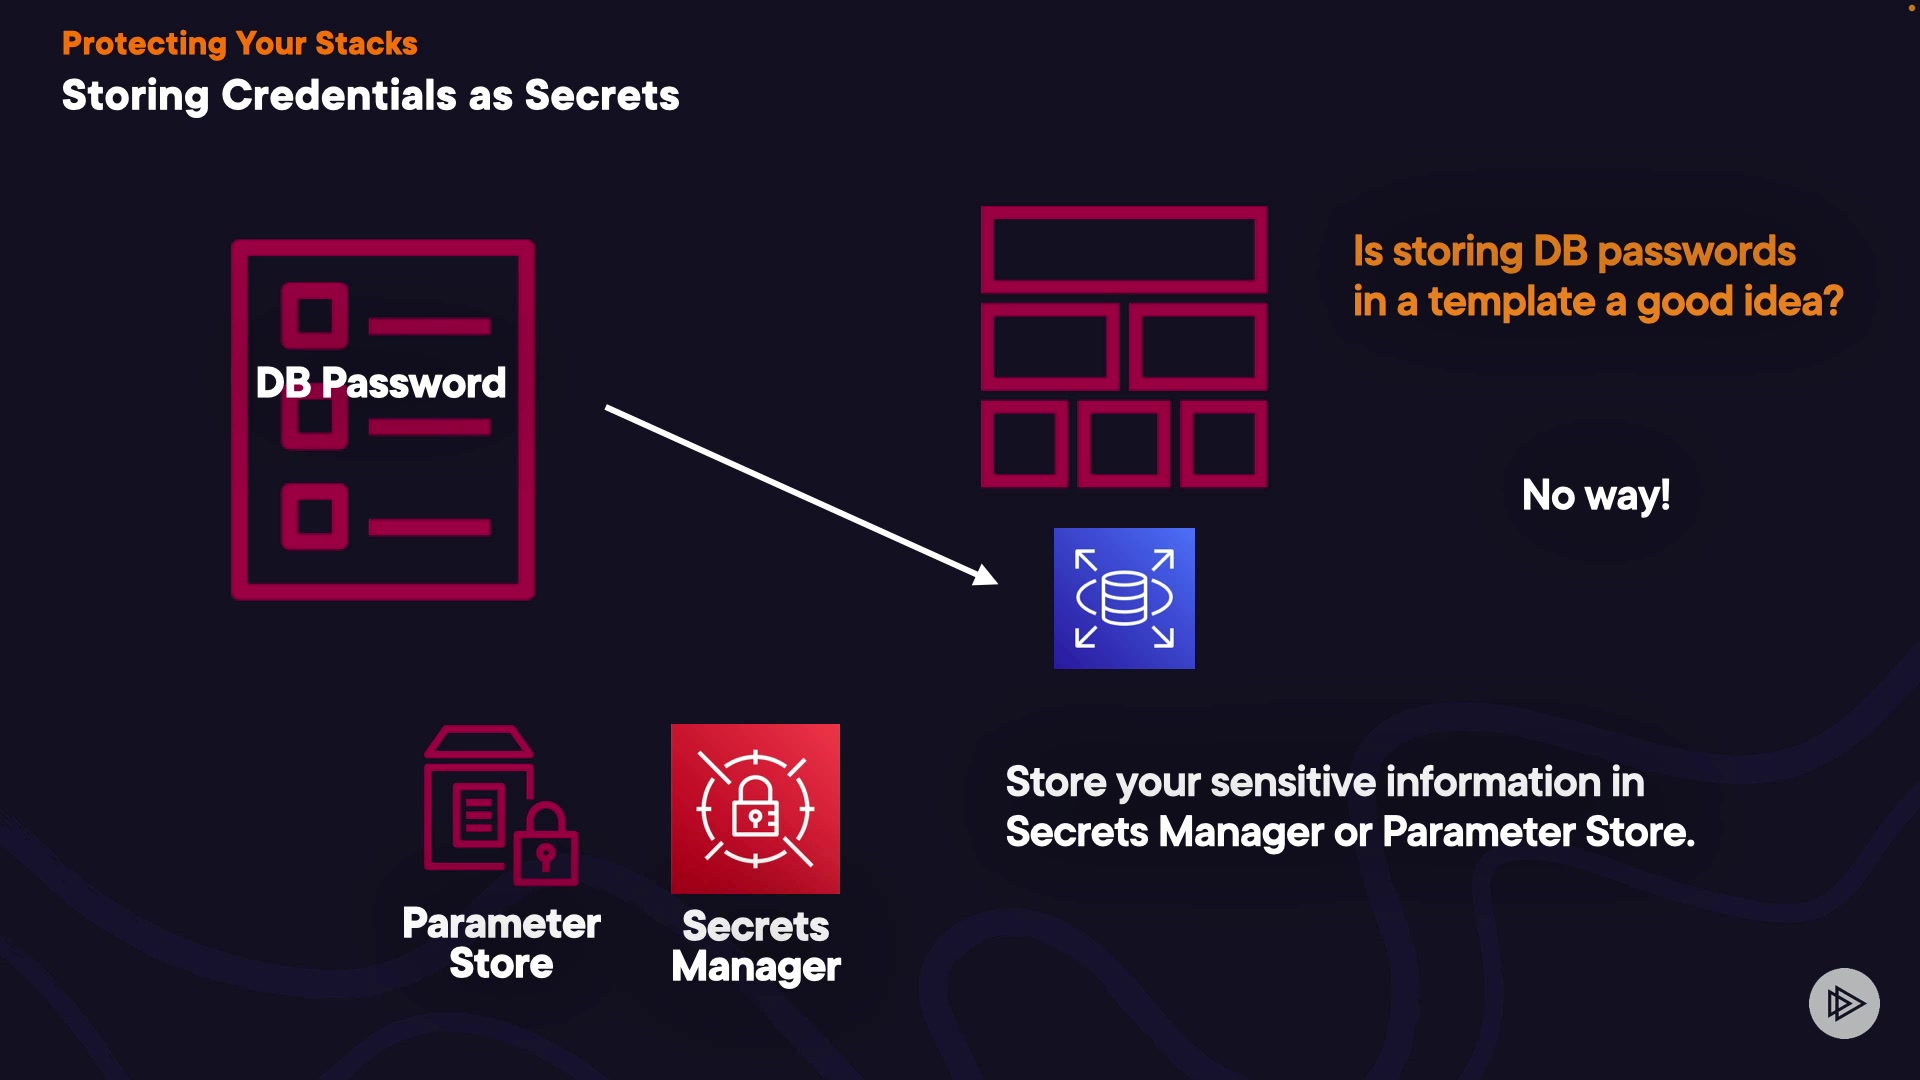 Protecting Your Stacks
Storing Credentials as Secrets
Is storing DB passwords
in a template a good idea?
DB Password
No way!
Store your sensitive information in
Secrets Manager or Parameter Store.
Parameter
Store
Secrets
Manager